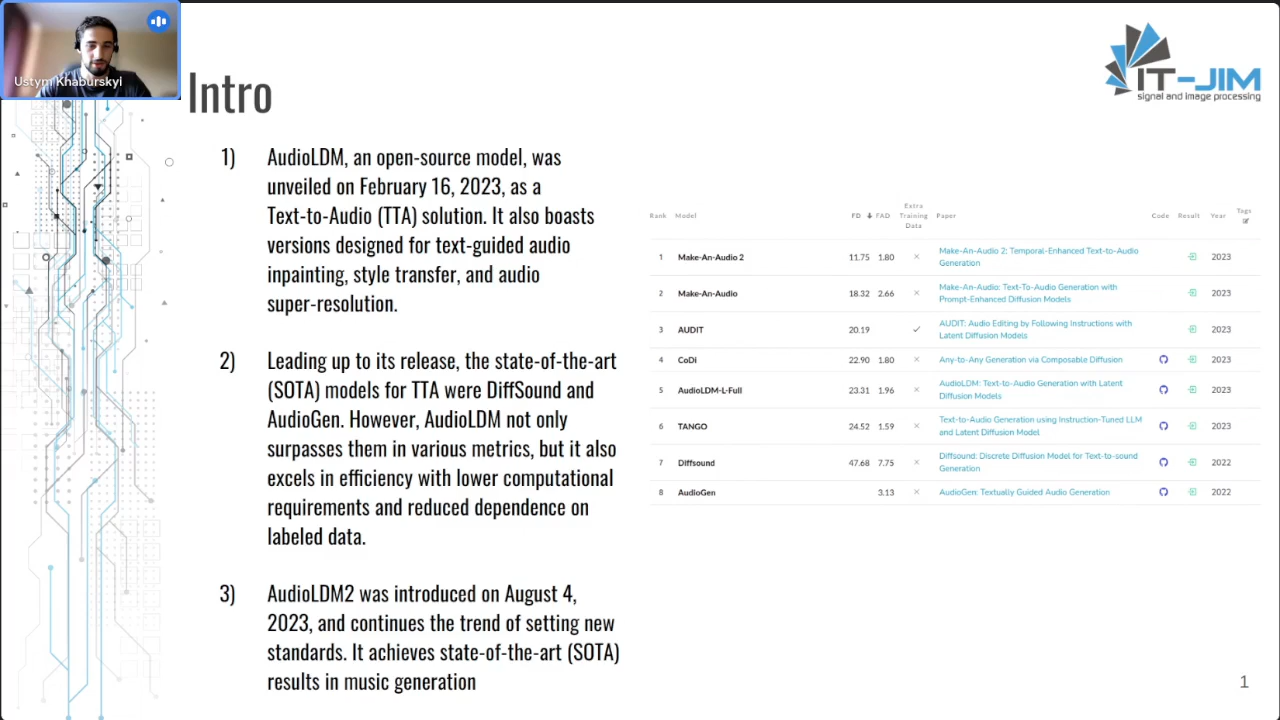 Ustym Khaburskyi
IT-JIM
signal and image processing
Intro
1) AudioLDM, an open-source model, was
unveiled on February 16, 2023, as a
Text-to-Audio (TTA) solution. It also boasts
versions designed for text-guided audio
inpainting, style transfer, and audio
super-resolution.
2) Leading up to its release, the state-of-the-art
(SOTA) models for TTA were DiffSound and
AudioGen. However, AudioLDM not only
surpasses them in various metrics, but it also
excels in efficiency with lower computational
requirements and reduced dependence on
labeled data.
3) AudioLDM2 was introduced on August 4,
2023, and continues the trend of setting new
standards. It achieves state-of-the-art (SOTA)
results in music generation
Rank Model FD FAD Extra Training Data Paper Code Result Year Tags
1 Make-An-Audio 2 11.75 1.80 Make-An-Audio 2: Temporal-Enhanced Text-to-Audio
Generation 2023
2 Make-An-Audio 18.32 2.66 Make-An-Audio: Text-To-Audio Generation with
Prompt-Enhanced Diffusion Models 2023
3 AUDIT 20.19 AUDIT: Audio Editing by Following Instructions with
Latent Diffusion Models 2023
4 CoDi 22.90 1.80 Any-to-Any Generation via Composable Diffusion 2023
5 AudioLDM-L-Full 23.31 1.96 AudioLDM: Text-to-Audio Generation with Latent
Diffusion Models 2023
6 TANGO 24.52 1.59 Text-to-Audio Generation using Instruction-Tuned LLM
and Latent Diffusion Model 2023
7 Diffsound 47.68 7.75 Diffsound: Discrete Diffusion Model for Text-to-sound
Generation 2022
8 AudioGen 3.13 AudioGen: Textually Guided Audio Generation 2022
1